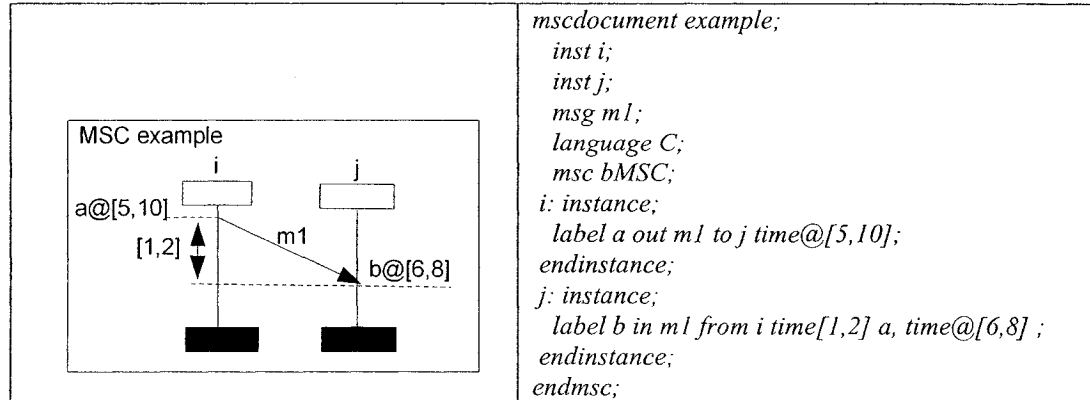 MSC example
i
j
a@[5,10]
[1,2]
m1
b@[6,8]
mscdocument example;
inst i;
inst j;
msg m1;
language C;
msc bMSC;
i: instance;
label a out m1 to j time@[5,10];
endinstance;
j: instance;
label b in m1 from i time[1,2] a, time@[6,8] ;
endinstance;
endmsc;